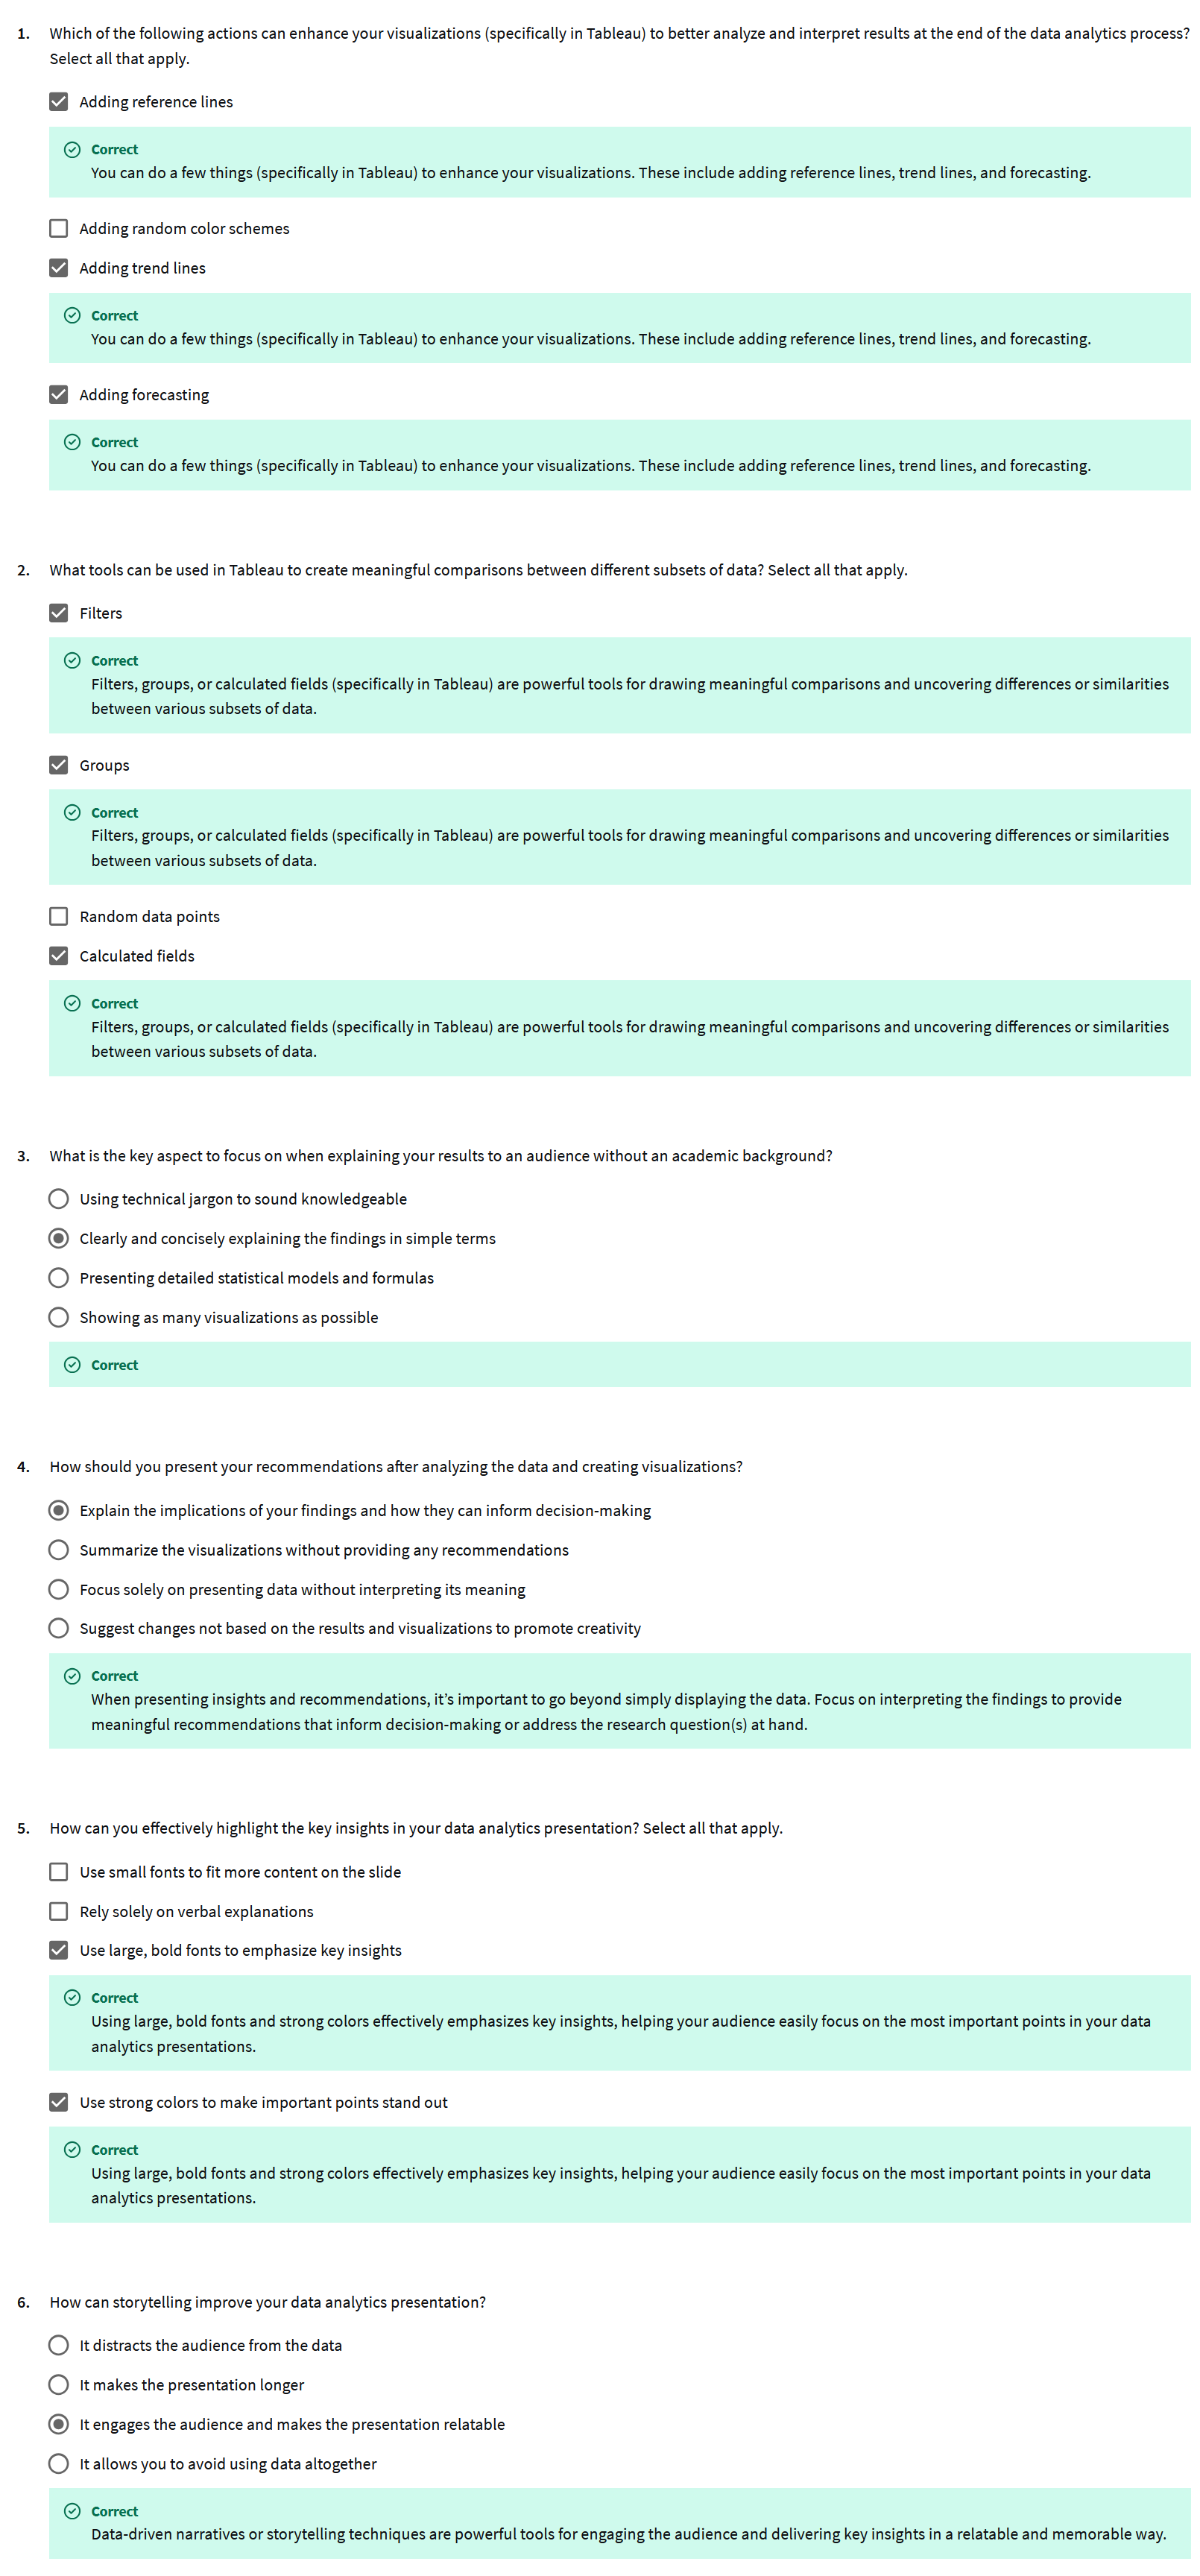 1. Which of the following actions can enhance your visualizations (specifically in Tableau) to better analyze and interpret results at the end of the data analytics process?
Select all that apply.
Adding reference lines
Correct
You can do a few things (specifically in Tableau) to enhance your visualizations. These include adding reference lines, trend lines, and forecasting.
Adding random color schemes
Adding trend lines
Correct
You can do a few things (specifically in Tableau) to enhance your visualizations. These include adding reference lines, trend lines, and forecasting.
Adding forecasting
Correct
You can do a few things (specifically in Tableau) to enhance your visualizations. These include adding reference lines, trend lines, and forecasting.
2. What tools can be used in Tableau to create meaningful comparisons between different subsets of data? Select all that apply.
Filters
Correct
Filters, groups, or calculated fields (specifically in Tableau) are powerful tools for drawing meaningful comparisons and uncovering differences or similarities
between various subsets of data.
Groups
Correct
Filters, groups, or calculated fields (specifically in Tableau) are powerful tools for drawing meaningful comparisons and uncovering differences or similarities
between various subsets of data.
Random data points
Calculated fields
Correct
Filters, groups, or calculated fields (specifically in Tableau) are powerful tools for drawing meaningful comparisons and uncovering differences or similarities
between various subsets of data.
3. What is the key aspect to focus on when explaining your results to an audience without an academic background?
Using technical jargon to sound knowledgeable
Clearly and concisely explaining the findings in simple terms
Presenting detailed statistical models and formulas
Showing as many visualizations as possible
Correct
4. How should you present your recommendations after analyzing the data and creating visualizations?
Explain the implications of your findings and how they can inform decision-making
Summarize the visualizations without providing any recommendations
Focus solely on presenting data without interpreting its meaning
Suggest changes not based on the results and visualizations to promote creativity
Correct
When presenting insights and recommendations, it’s important to go beyond simply displaying the data. Focus on interpreting the findings to provide
meaningful recommendations that inform decision-making or address the research question(s) at hand.
5. How can you effectively highlight the key insights in your data analytics presentation? Select all that apply.
Use small fonts to fit more content on the slide
Rely solely on verbal explanations
Use large, bold fonts to emphasize key insights
Correct
Using large, bold fonts and strong colors effectively emphasizes key insights, helping your audience easily focus on the most important points in your data
analytics presentations.
Use strong colors to make important points stand out
Correct
Using large, bold fonts and strong colors effectively emphasizes key insights, helping your audience easily focus on the most important points in your data
analytics presentations.
6. How can storytelling improve your data analytics presentation?
It distracts the audience from the data
It makes the presentation longer
It engages the audience and makes the presentation relatable
It allows you to avoid using data altogether
Correct
Data-driven narratives or storytelling techniques are powerful tools for engaging the audience and delivering key insights in a relatable and memorable way.